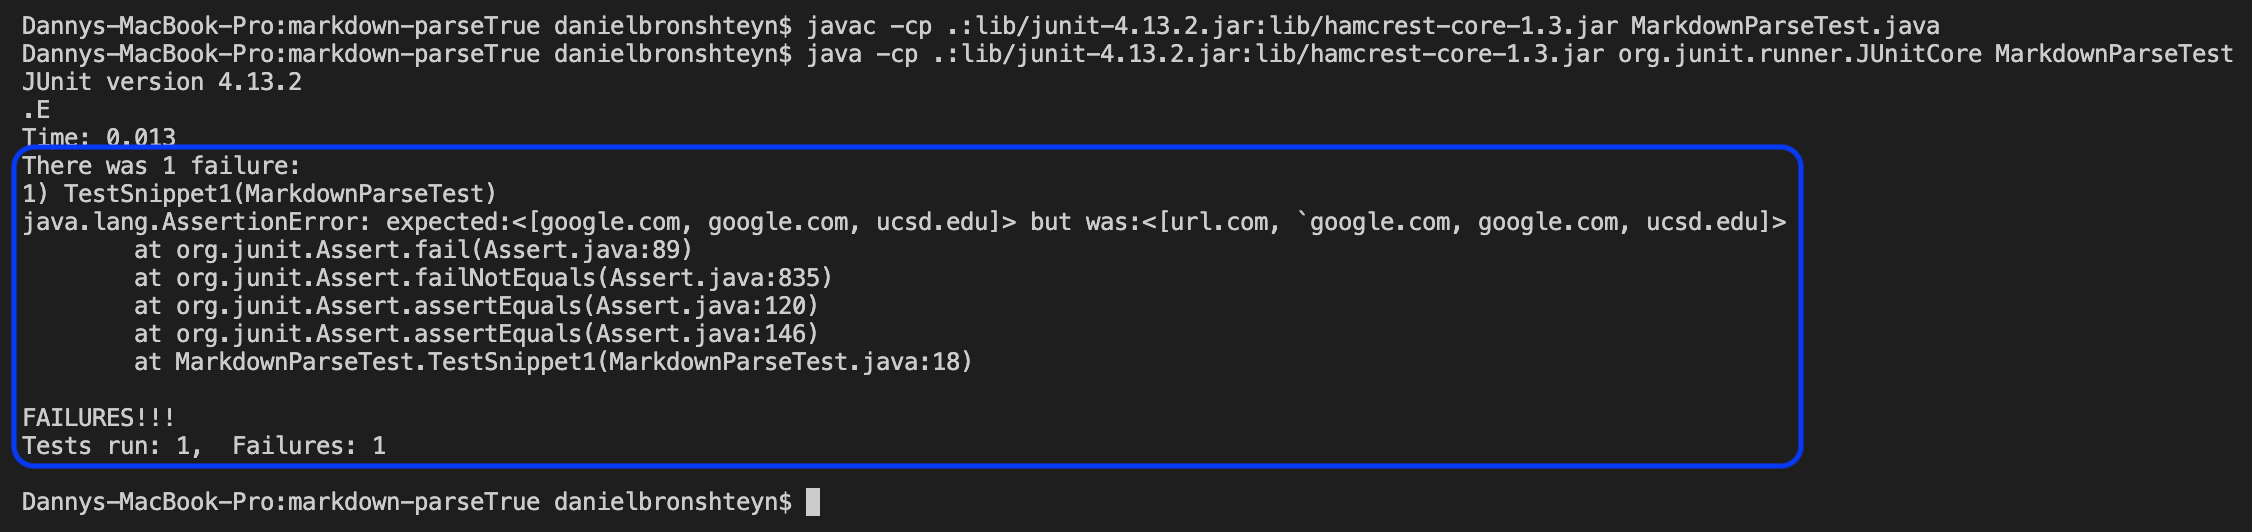 Dannys-MacBook-Pro:markdown-parseTrue danielbronshteyn$ javac -cp .:lib/junit-4.13.2.jar:lib/hamcrest-core-1.3.jar MarkdownParseTest.java
Dannys-MacBook-Pro:markdown-parseTrue danielbronshteyn$ java -cp .:lib/junit-4.13.2.jar:lib/hamcrest-core-1.3.jar org.junit.runner.JUnitCore MarkdownParseTest
JUnit version 4.13.2
.E
Time: 0.013
There was 1 failure:
1) TestSnippet1(MarkdownParseTest)
java.lang.AssertionError: expected:<[google.com, google.com, ucsd.edu]> but was:<[url.com, `google.com, google.com, ucsd.edu]>
        at org.junit.Assert.fail(Assert.java:89)
        at org.junit.Assert.failNotEquals(Assert.java:835)
        at org.junit.Assert.assertEquals(Assert.java:120)
        at org.junit.Assert.assertEquals(Assert.java:146)
        at MarkdownParseTest.TestSnippet1(MarkdownParseTest.java:18)
FAILURES!!!
Tests run: 1,  Failures: 1
Dannys-MacBook-Pro:markdown-parseTrue danielbronshteyn$